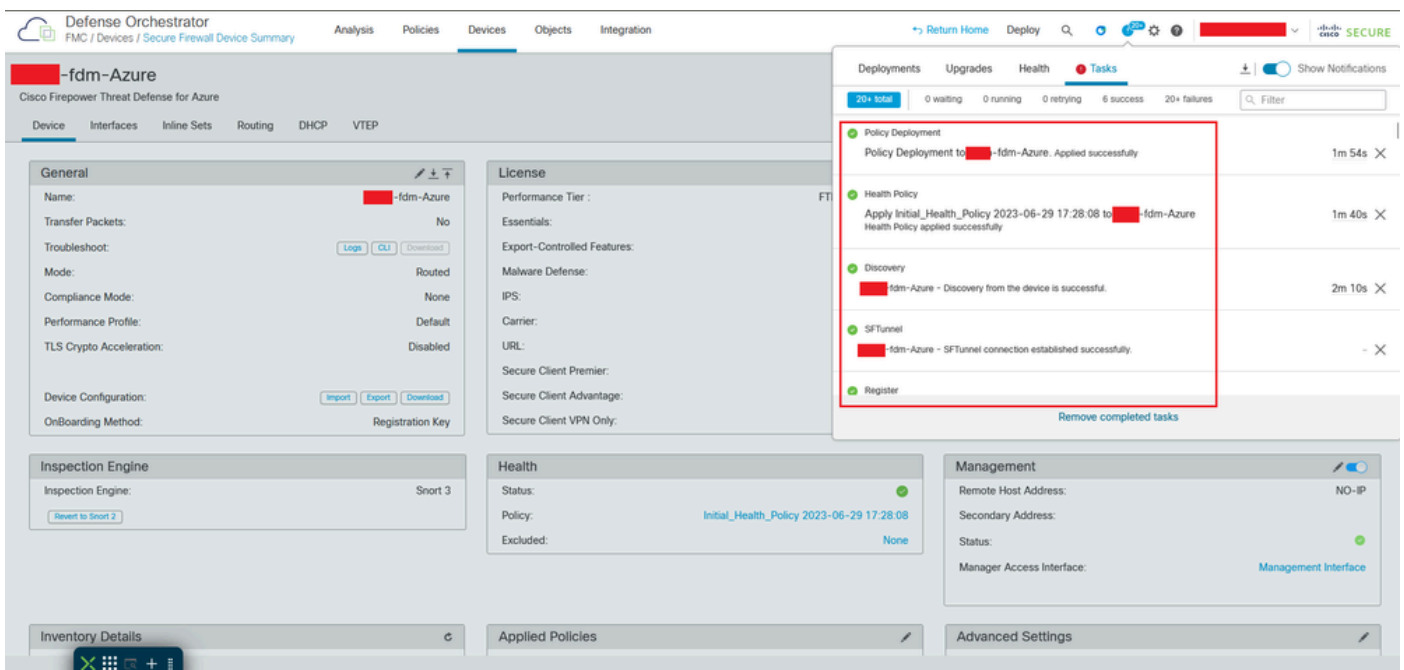 Defense Orchestrator
FMC / Devices / Secure Firewall Device Summary
Analysis Policies Devices Objects Integration
Return Home Deploy 20+ cisco SECURE
-fdm-Azure
Cisco Firepower Threat Defense for Azure
Device Interfaces Inline Sets Routing DHCP VTEP
General
Name: -fdm-Azure
Transfer Packets: No
Troubleshoot: Logs CLI Download
Mode: Routed
Compliance Mode: None
Performance Profile: Default
TLS Crypto Acceleration: Disabled
Device Configuration: Import Export Download
OnBoarding Method: Registration Key
License
Performance Tier :
Essentials:
Export-Controlled Features:
Malware Defense:
IPS:
Carrier:
URL:
Secure Client Premier:
Secure Client Advantage:
Secure Client VPN Only:
Deployments Upgrades Health Tasks Show Notifications
20+ total 0 waiting 0 running 0 retrying 6 success 20+ failures Filter
Policy Deployment
Policy Deployment to -fdm-Azure. Applied successfully 1m 54s
Health Policy
Apply Initial_Health_Policy 2023-06-29 17:28:08 to -fdm-Azure 1m 40s
Health Policy applied successfully
Discovery
-fdm-Azure - Discovery from the device is successful. 2m 10s
SFTunnel
-fdm-Azure - SFTunnel connection established successfully. -
Register
Remove completed tasks
Inspection Engine
Inspection Engine: Snort 3
Revert to Snort 2
Health
Status:
Policy: Initial_Health_Policy 2023-06-29 17:28:08
Excluded: None
Management
Remote Host Address: NO-IP
Secondary Address:
Status:
Manager Access Interface: Management Interface
Inventory Details
Applied Policies
Advanced Settings